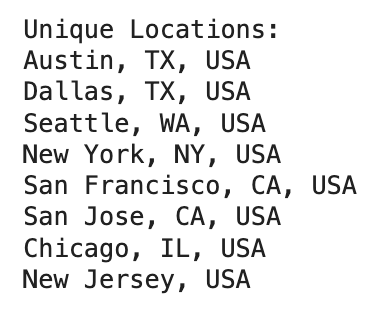 Unique Locations:
Austin, TX, USA
Dallas, TX, USA
Seattle, WA, USA
New York, NY, USA
San Francisco, CA, USA
San Jose, CA, USA
Chicago, IL, USA
New Jersey, USA